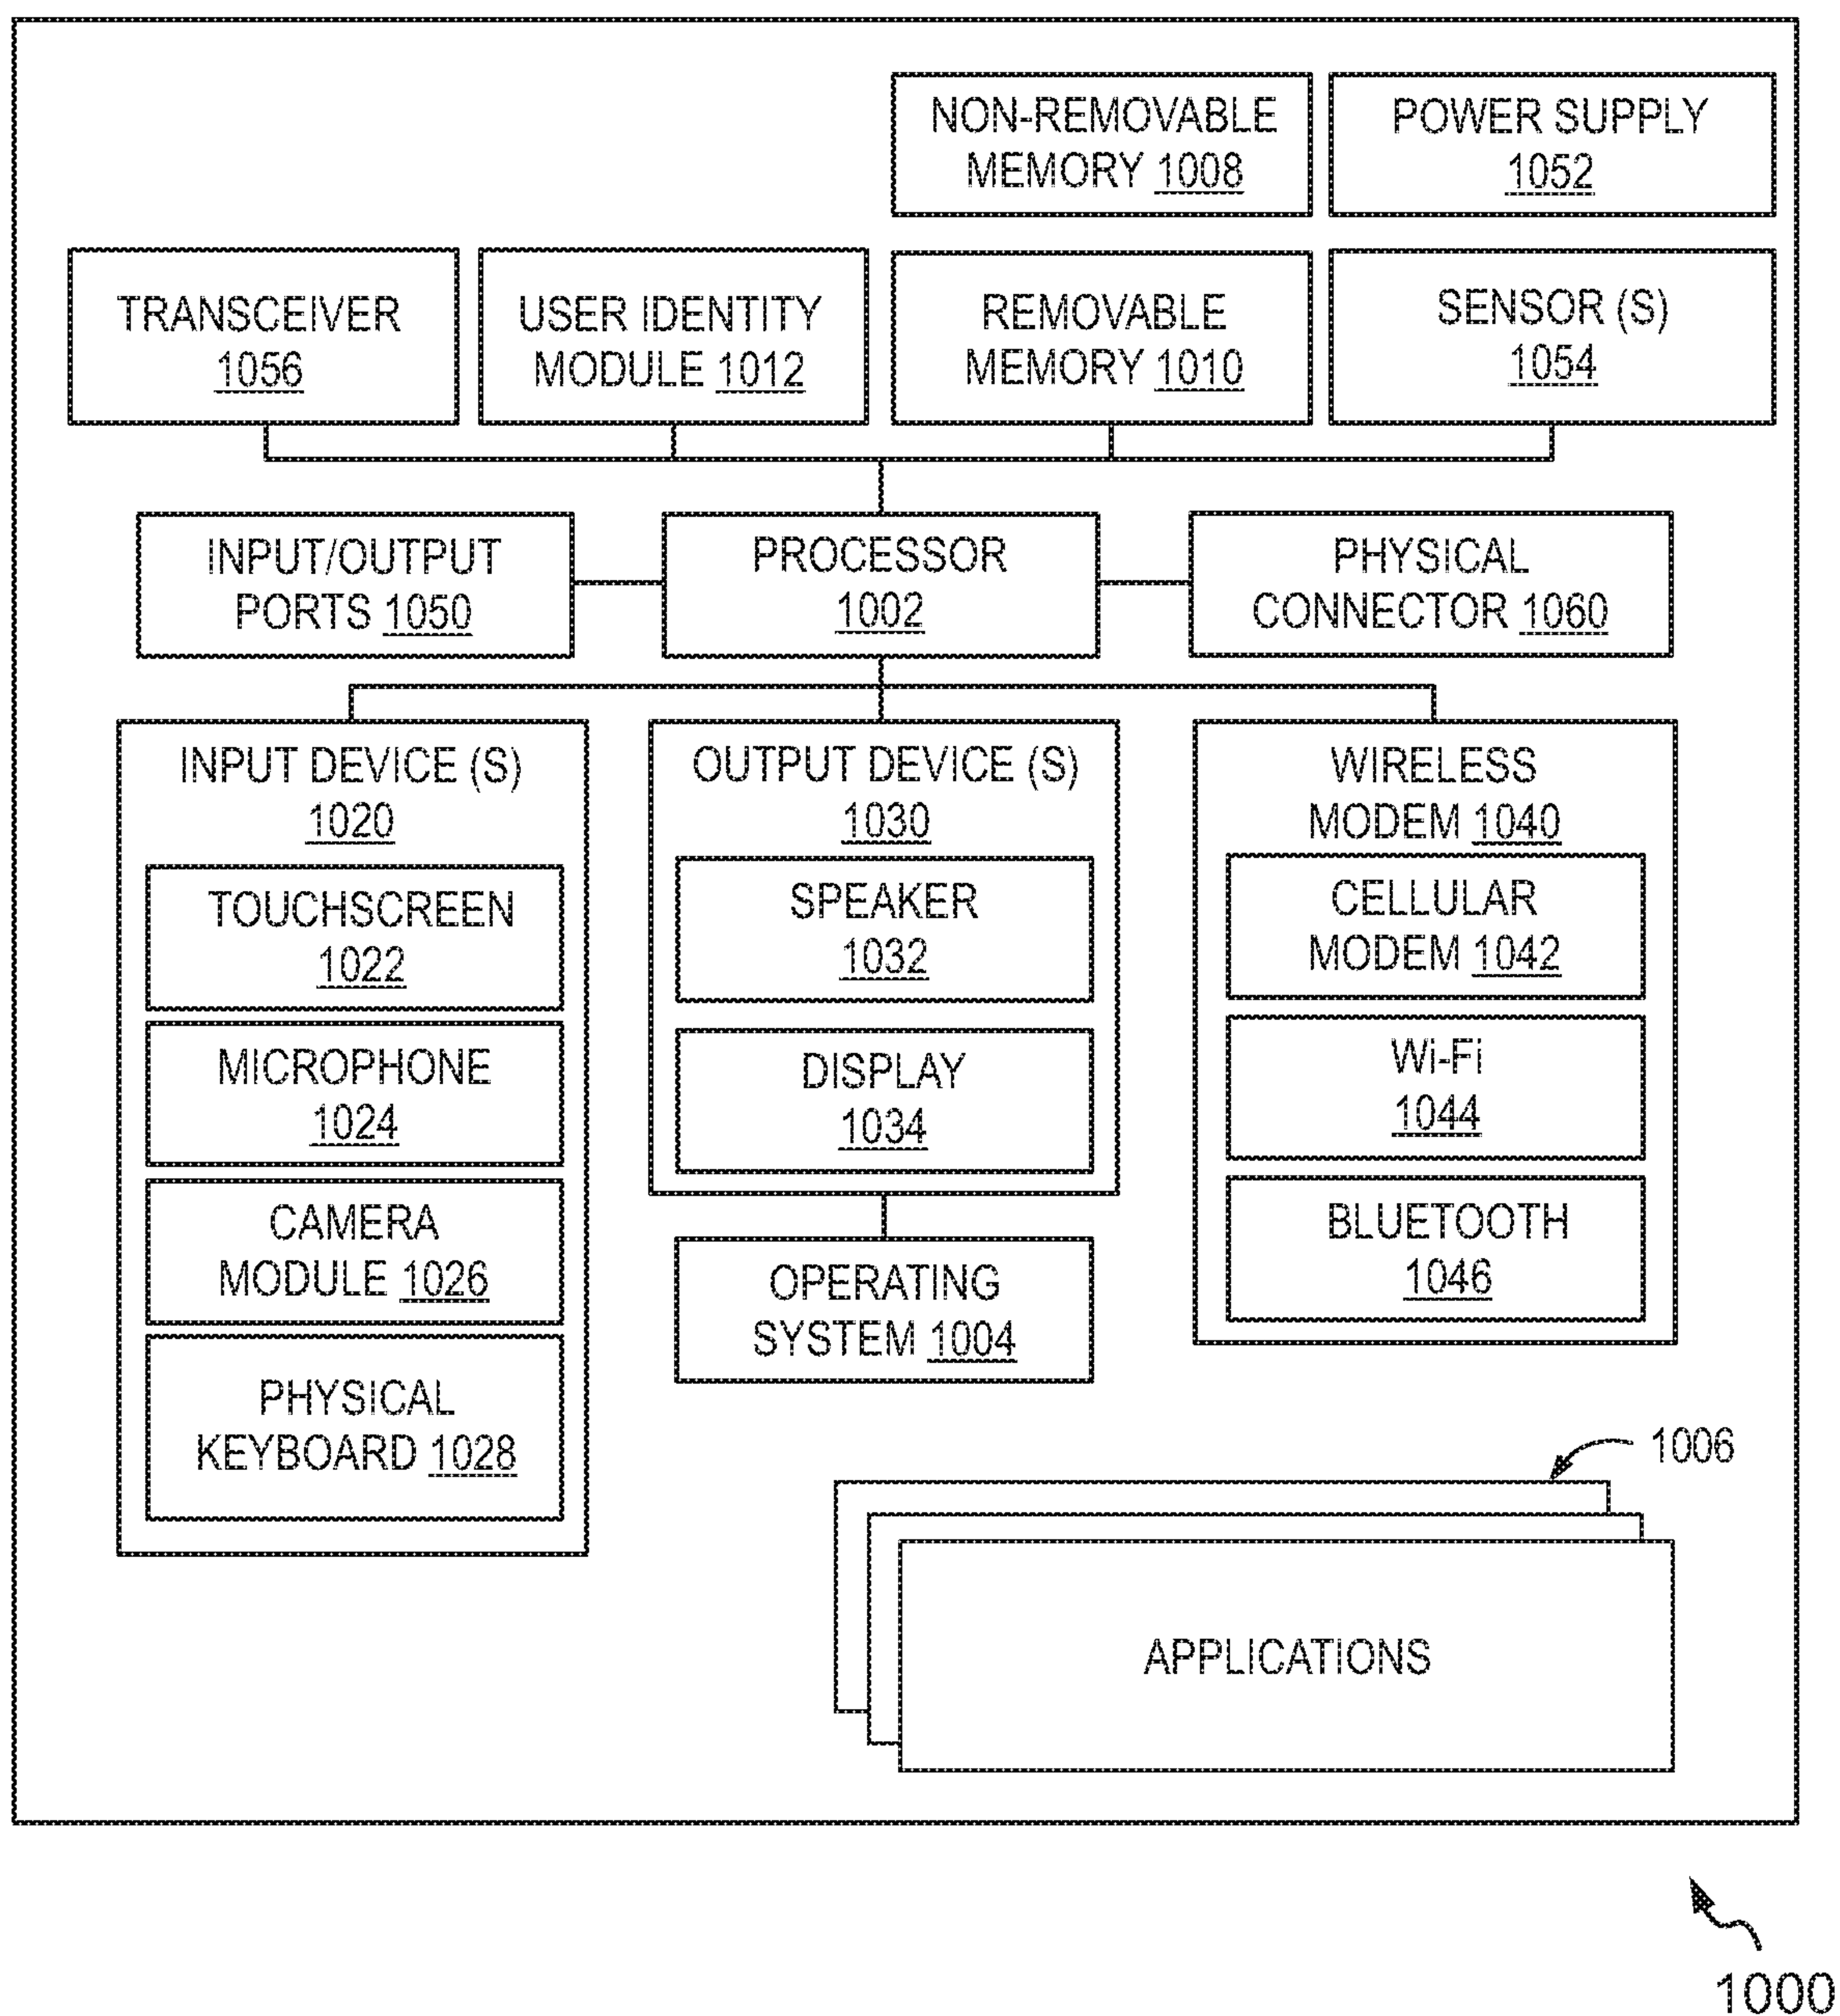 NON-REMOVABLE
MEMORY 1008
POWER SUPPLY
1052
TRANSCEIVER
1056
USER IDENTITY
MODULE 1012
REMOVABLE
MEMORY 1010
SENSOR (S)
1054
INPUT/OUTPUT
PORTS 1050
PROCESSOR
1002
PHYSICAL
CONNECTOR 1060
INPUT DEVICE (S)
1020
TOUCHSCREEN
1022
MICROPHONE
1024
CAMERA
MODULE 1026
PHYSICAL
KEYBOARD 1028
OUTPUT DEVICE (S)
1030
SPEAKER
1032
DISPLAY
1034
OPERATING
SYSTEM 1004
WIRELESS
MODEM 1040
CELLULAR
MODEM 1042
Wi-Fi
1044
BLUETOOTH
1046
1006
APPLICATIONS
1000